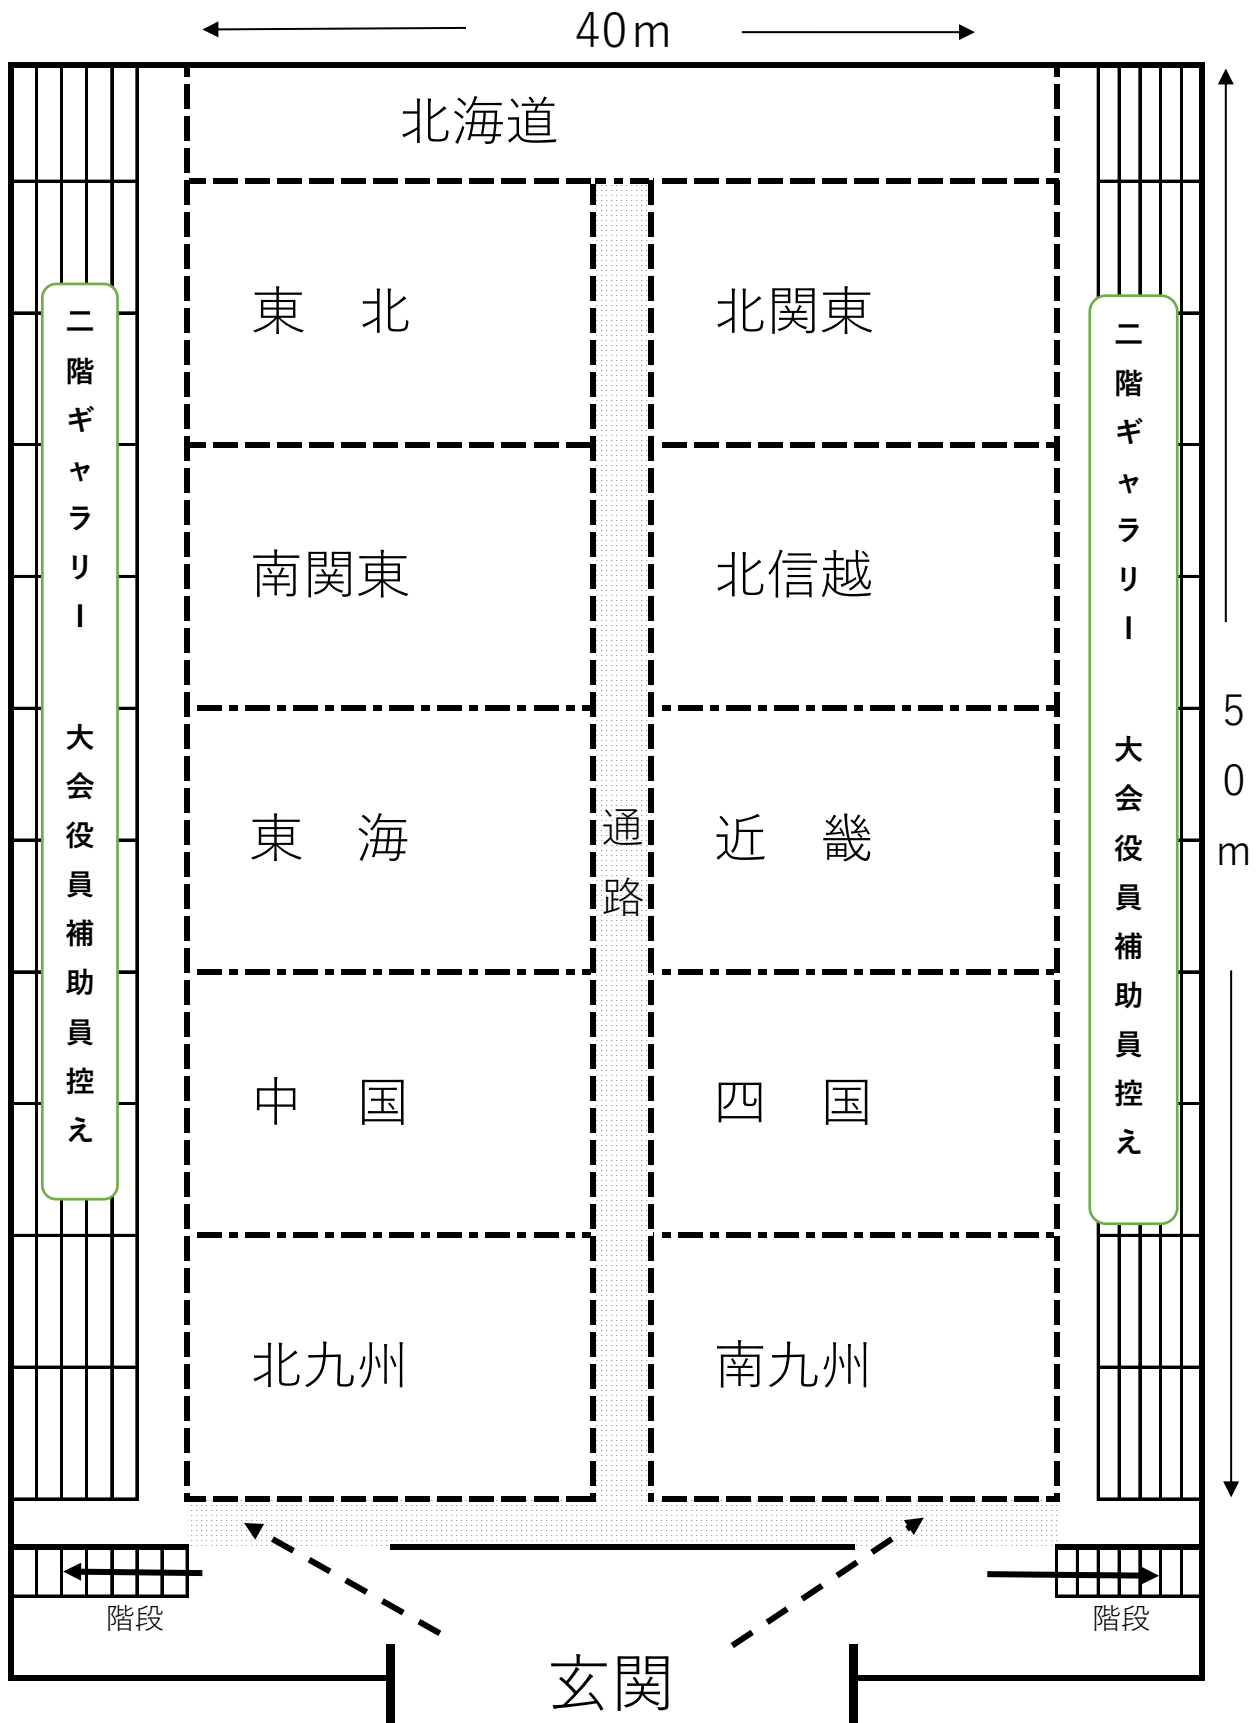 40m
北海道
東　北
北関東
二階ギャラリー　大会役員補助員控え
二階ギャラリー　大会役員補助員控え
南関東
北信越
50m
東　海
通路
近　畿
中　国
四　国
北九州
南九州
階段
階段
玄関